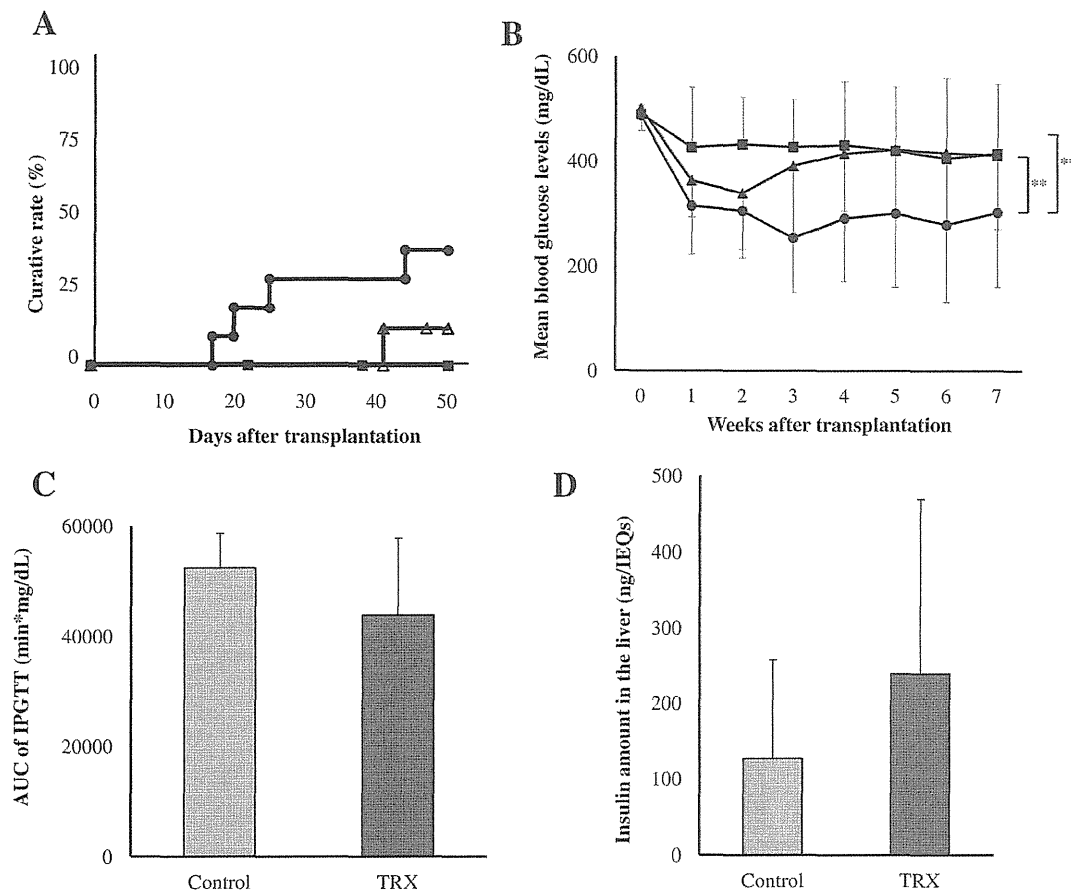 A
Curative rate (%)
100
75
50
25
0
0 10 20 30 40 50
Days after transplantation
B
Mean blood glucose levels (mg/dL)
600
400
200
0
**
**
0 1 2 3 4 5 6 7
Weeks after transplantation
C
AUC of IPGTT (min*mg/dL)
60000
40000
20000
0
Control TRX
D
Insulin amount in the liver (ng/IEQs)
500
400
300
200
100
0
Control TRX